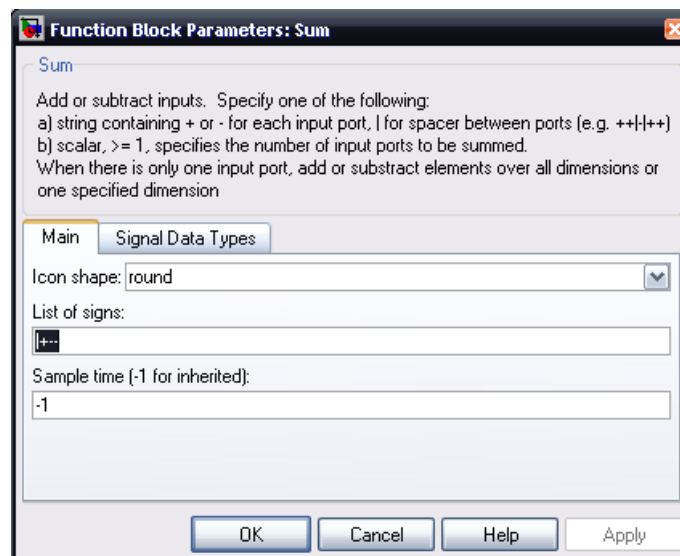 Function Block Parameters: Sum
Sum
Add or subtract inputs. Specify one of the following:
a) string containing + or - for each input port, | for spacer between ports (e.g. ++|-|++)
b) scalar, >= 1, specifies the number of input ports to be summed.
When there is only one input port, add or substract elements over all dimensions or
one specified dimension
Main Signal Data Types
Icon shape: round
List of signs:
|+--
Sample time (-1 for inherited):
-1
OK Cancel Help Apply